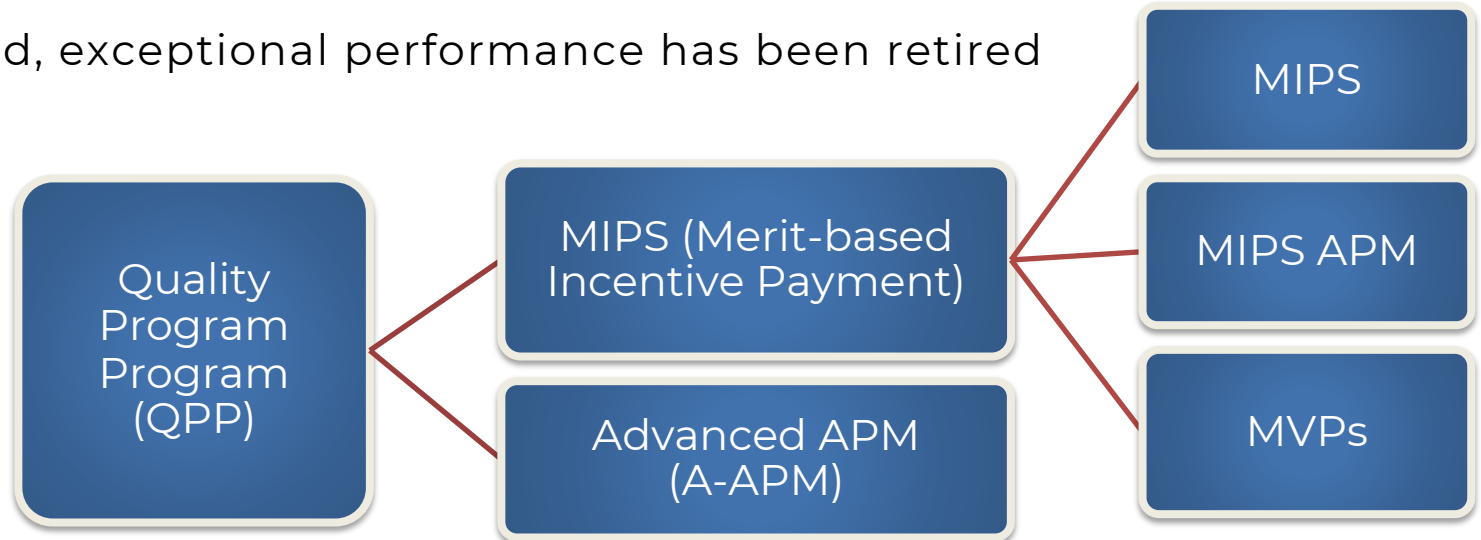 d, exceptional performance has been retired
Quality
Program
Program
(QPP)
MIPS (Merit-based
Incentive Payment)
Advanced APM
(A-APM)
MIPS
MIPS APM
MVPs